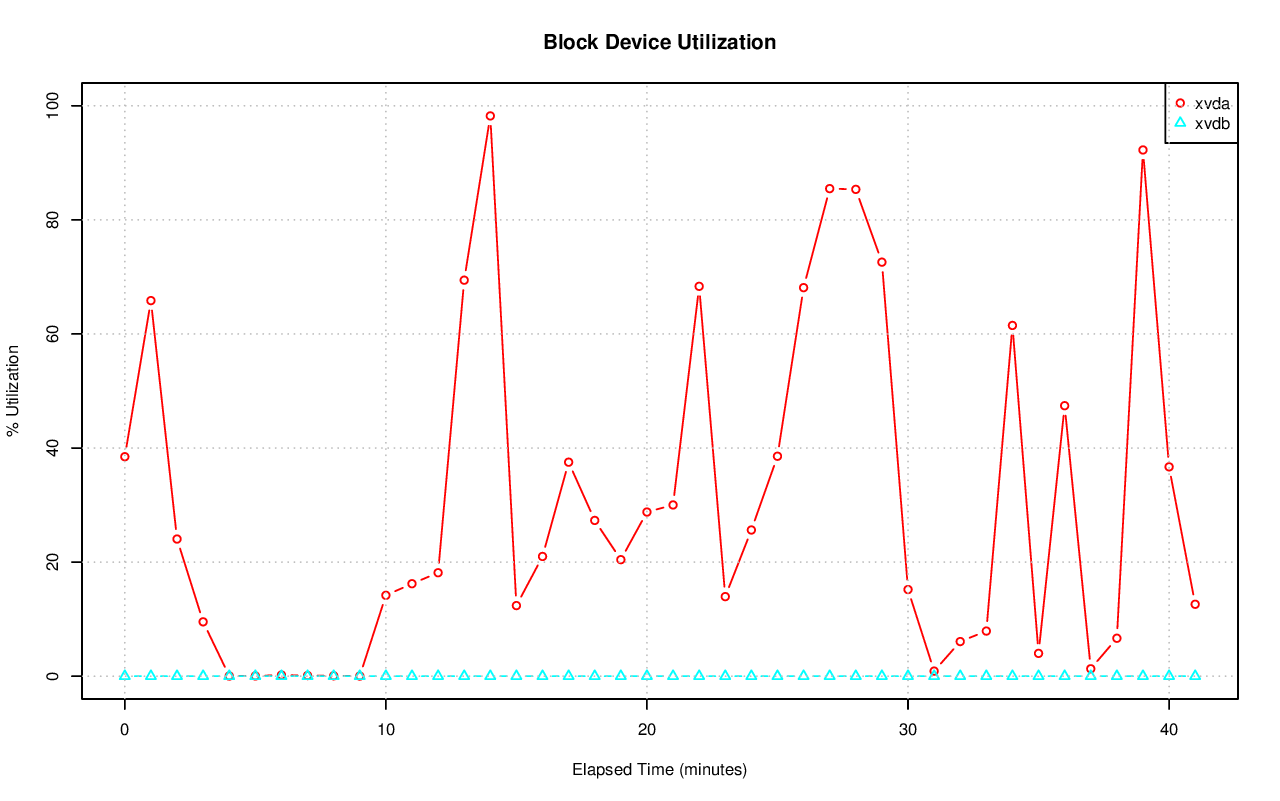 Block Device Utilization
xvda
xvdb
% Utilization
100
80
60
40
20
0
0 10 20 30 40
Elapsed Time (minutes)